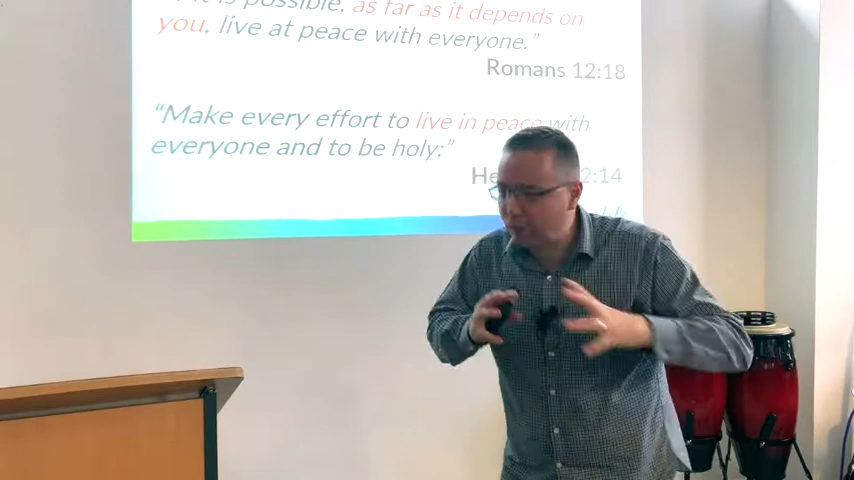 it is possible, as far as it depends on
you, live at peace with everyone.”
Romans 12:18
“Make every effort to live in peace with
everyone and to be holy;”
2:14